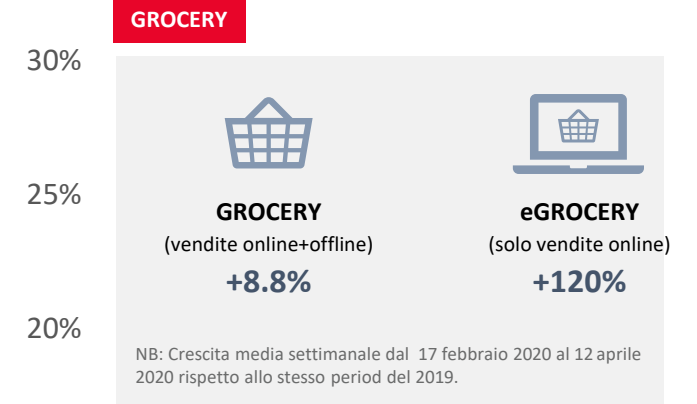 GROCERY
30%
25%
20%
GROCERY
(vendite online+offline)
+8.8%
eGROCERY
(solo vendite online)
+120%
NB: Crescita media settimanale dal 17 febbraio 2020 al 12 aprile
2020 rispetto allo stesso period del 2019.